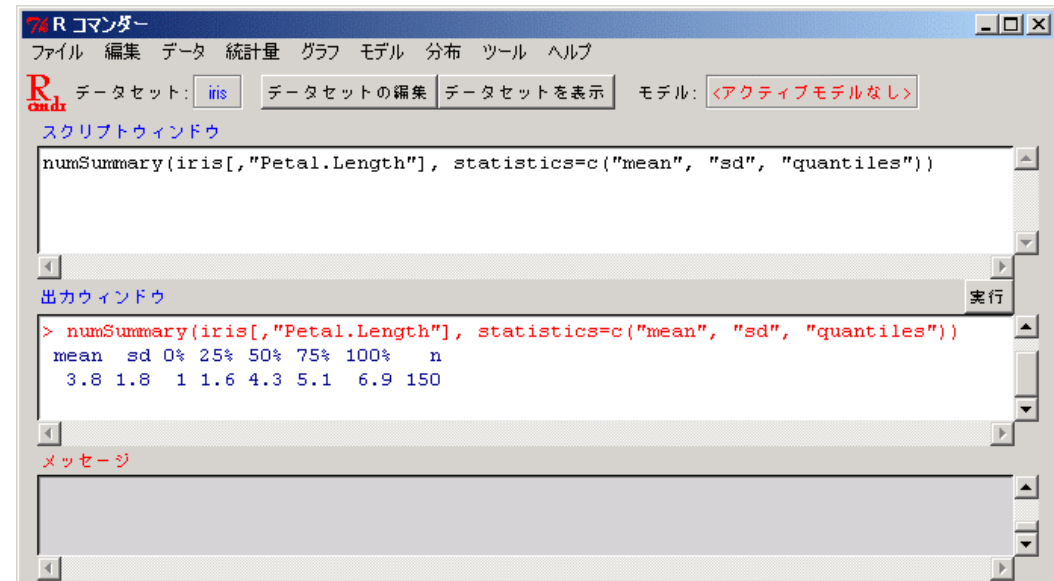 R コマンダー
ファイル 編集 データ 統計量 グラフ モデル 分布 ツール ヘルプ
R cmdr データセット: iris データセットの編集 データセットを表示 モデル: <アクティブモデルなし>
スクリプトウィンドウ
numSummary(iris[,"Petal.Length"], statistics=c("mean", "sd", "quantiles"))
出力ウィンドウ 実行
> numSummary(iris[,"Petal.Length"], statistics=c("mean", "sd", "quantiles"))
mean sd 0% 25% 50% 75% 100% n
3.8 1.8 1 1.6 4.3 5.1 6.9 150
メッセージ